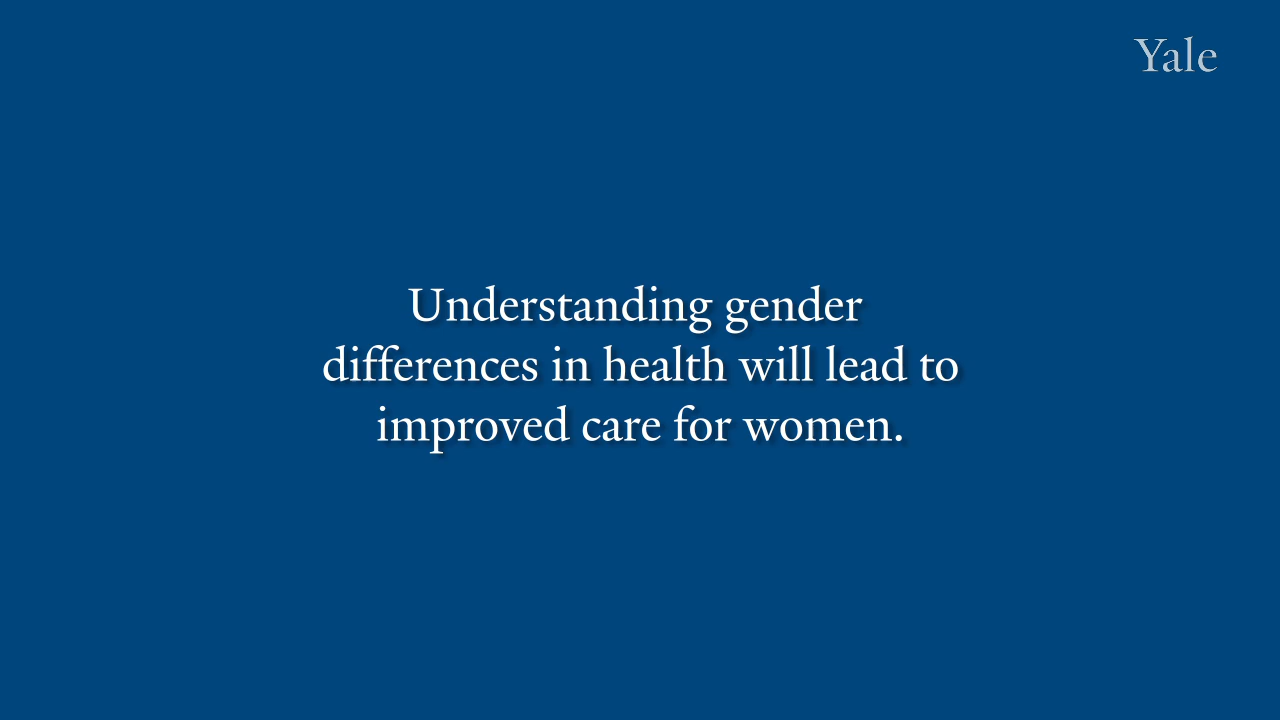 Yale
Understanding gender
differences in health will lead to
improved care for women.